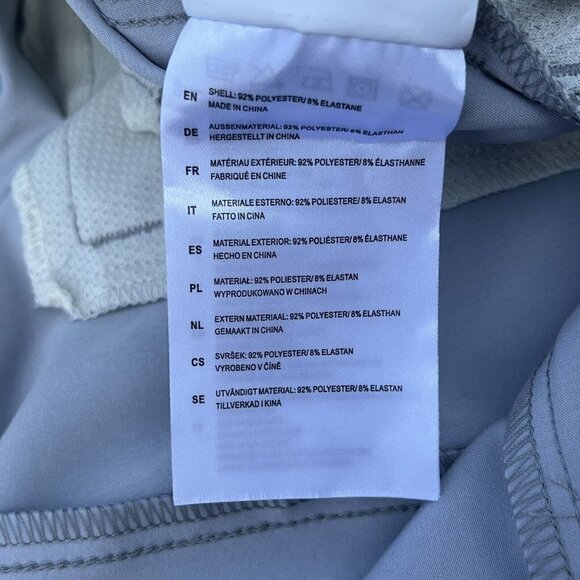 EN SHELL: 92% POLYESTER/ 8% ELASTANE
MADE IN CHINA
DE AUSSENMATERIAL: 92% POLYESTER/ 8% ELASTHAN
HERGESTELLT IN CHINA
FR MATÉRIAU EXTÉRIEUR: 92% POLYESTER/ 8% ÉLASTHANNE
FABRIQUÉ EN CHINE
IT MATERIALE ESTERNO: 92% POLIESTERE/ 8% ELASTAN
FATTO IN CINA
ES MATERIAL EXTERIOR: 92% POLIÉSTER/ 8% ÉLASTHANE
HECHO EN CHINA
PL MATERIAŁ: 92% POLIESTER/ 8% ELASTAN
WYPRODUKOWANO W CHINACH
NL EXTERN MATERIAAL: 92% POLYESTER/ 8% ELASTHAN
GEMAAKT IN CHINA
CS SVRŠEK: 92% POLYESTER/ 8% ELASTAN
VYROBENO V ČÍNĚ
SE UTVÄNDIGT MATERIAL: 92% POLYESTER/ 8% ELASTAN
TILLVERKAD I KINA